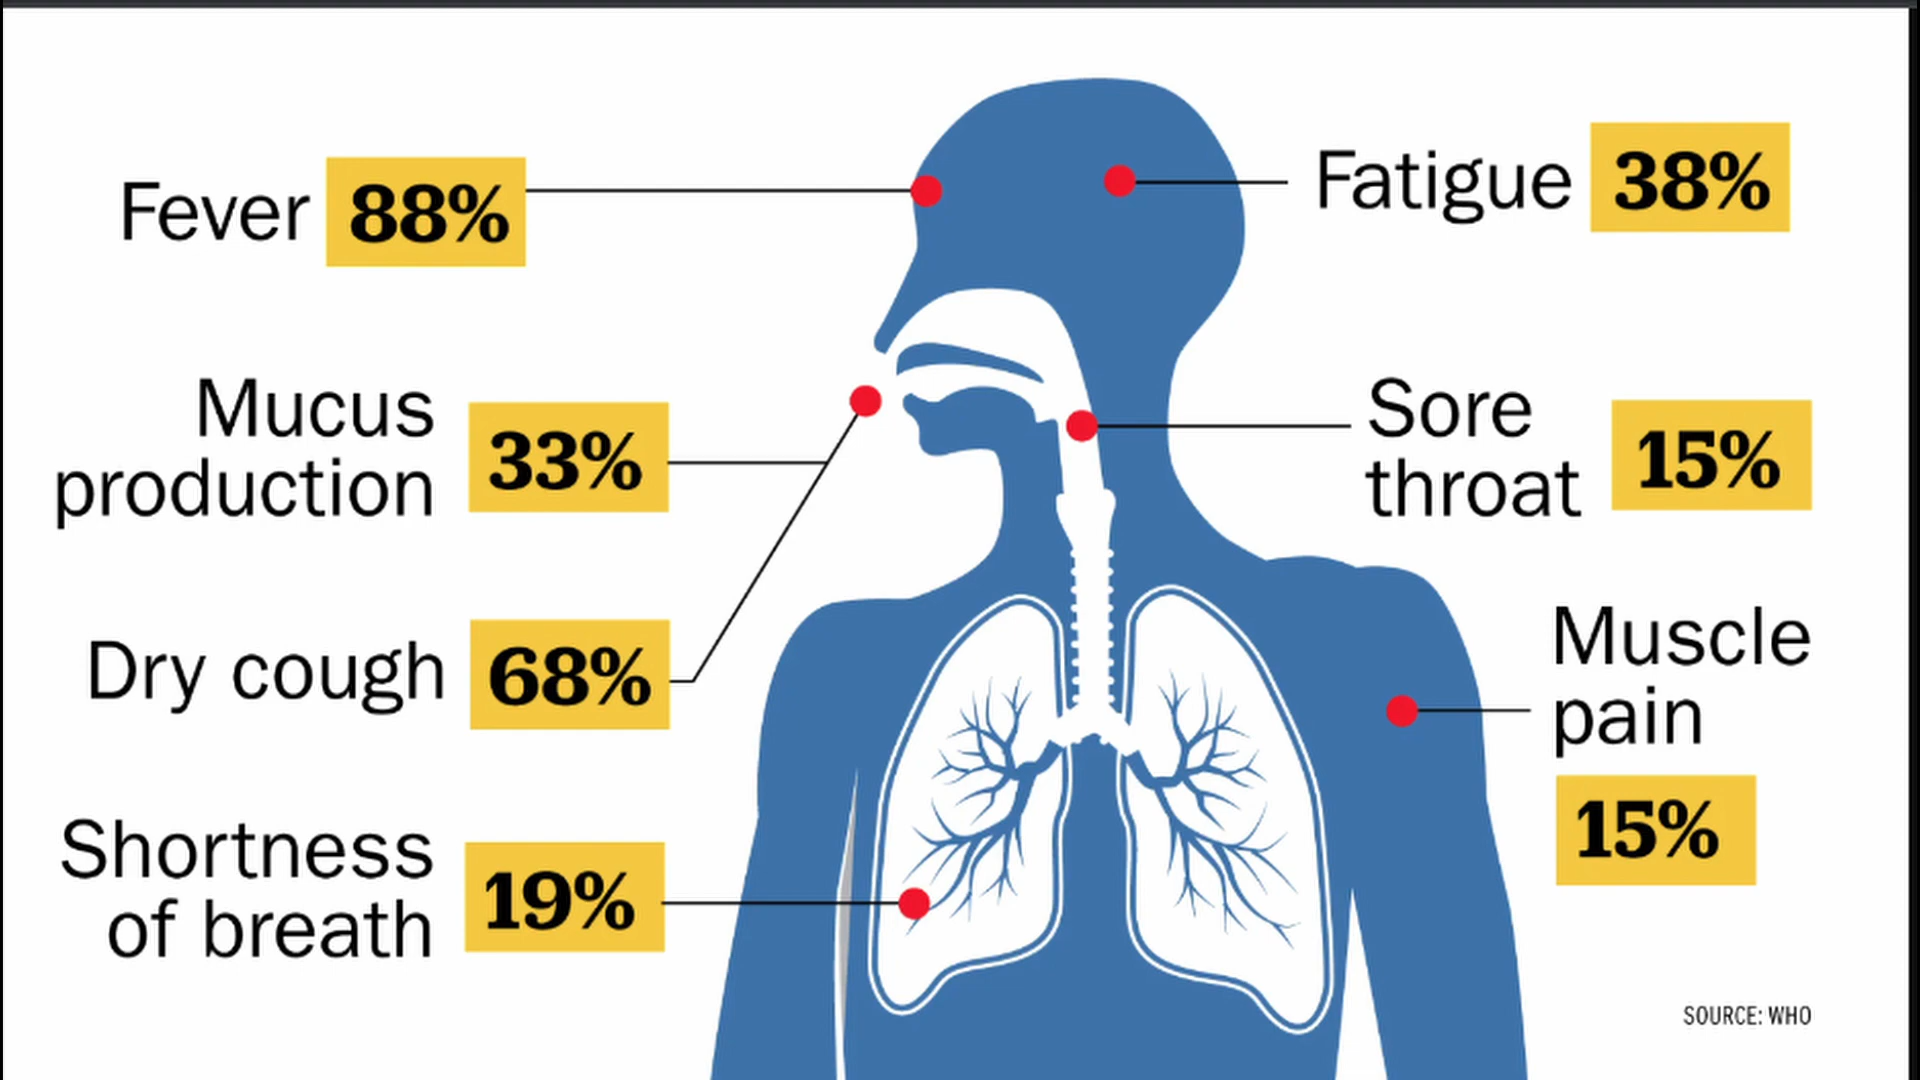 Fever 88%
Mucus
production 33%
Dry cough 68%
Shortness
of breath 19%
Fatigue 38%
Sore
throat 15%
Muscle
pain
15%
SOURCE: WHO